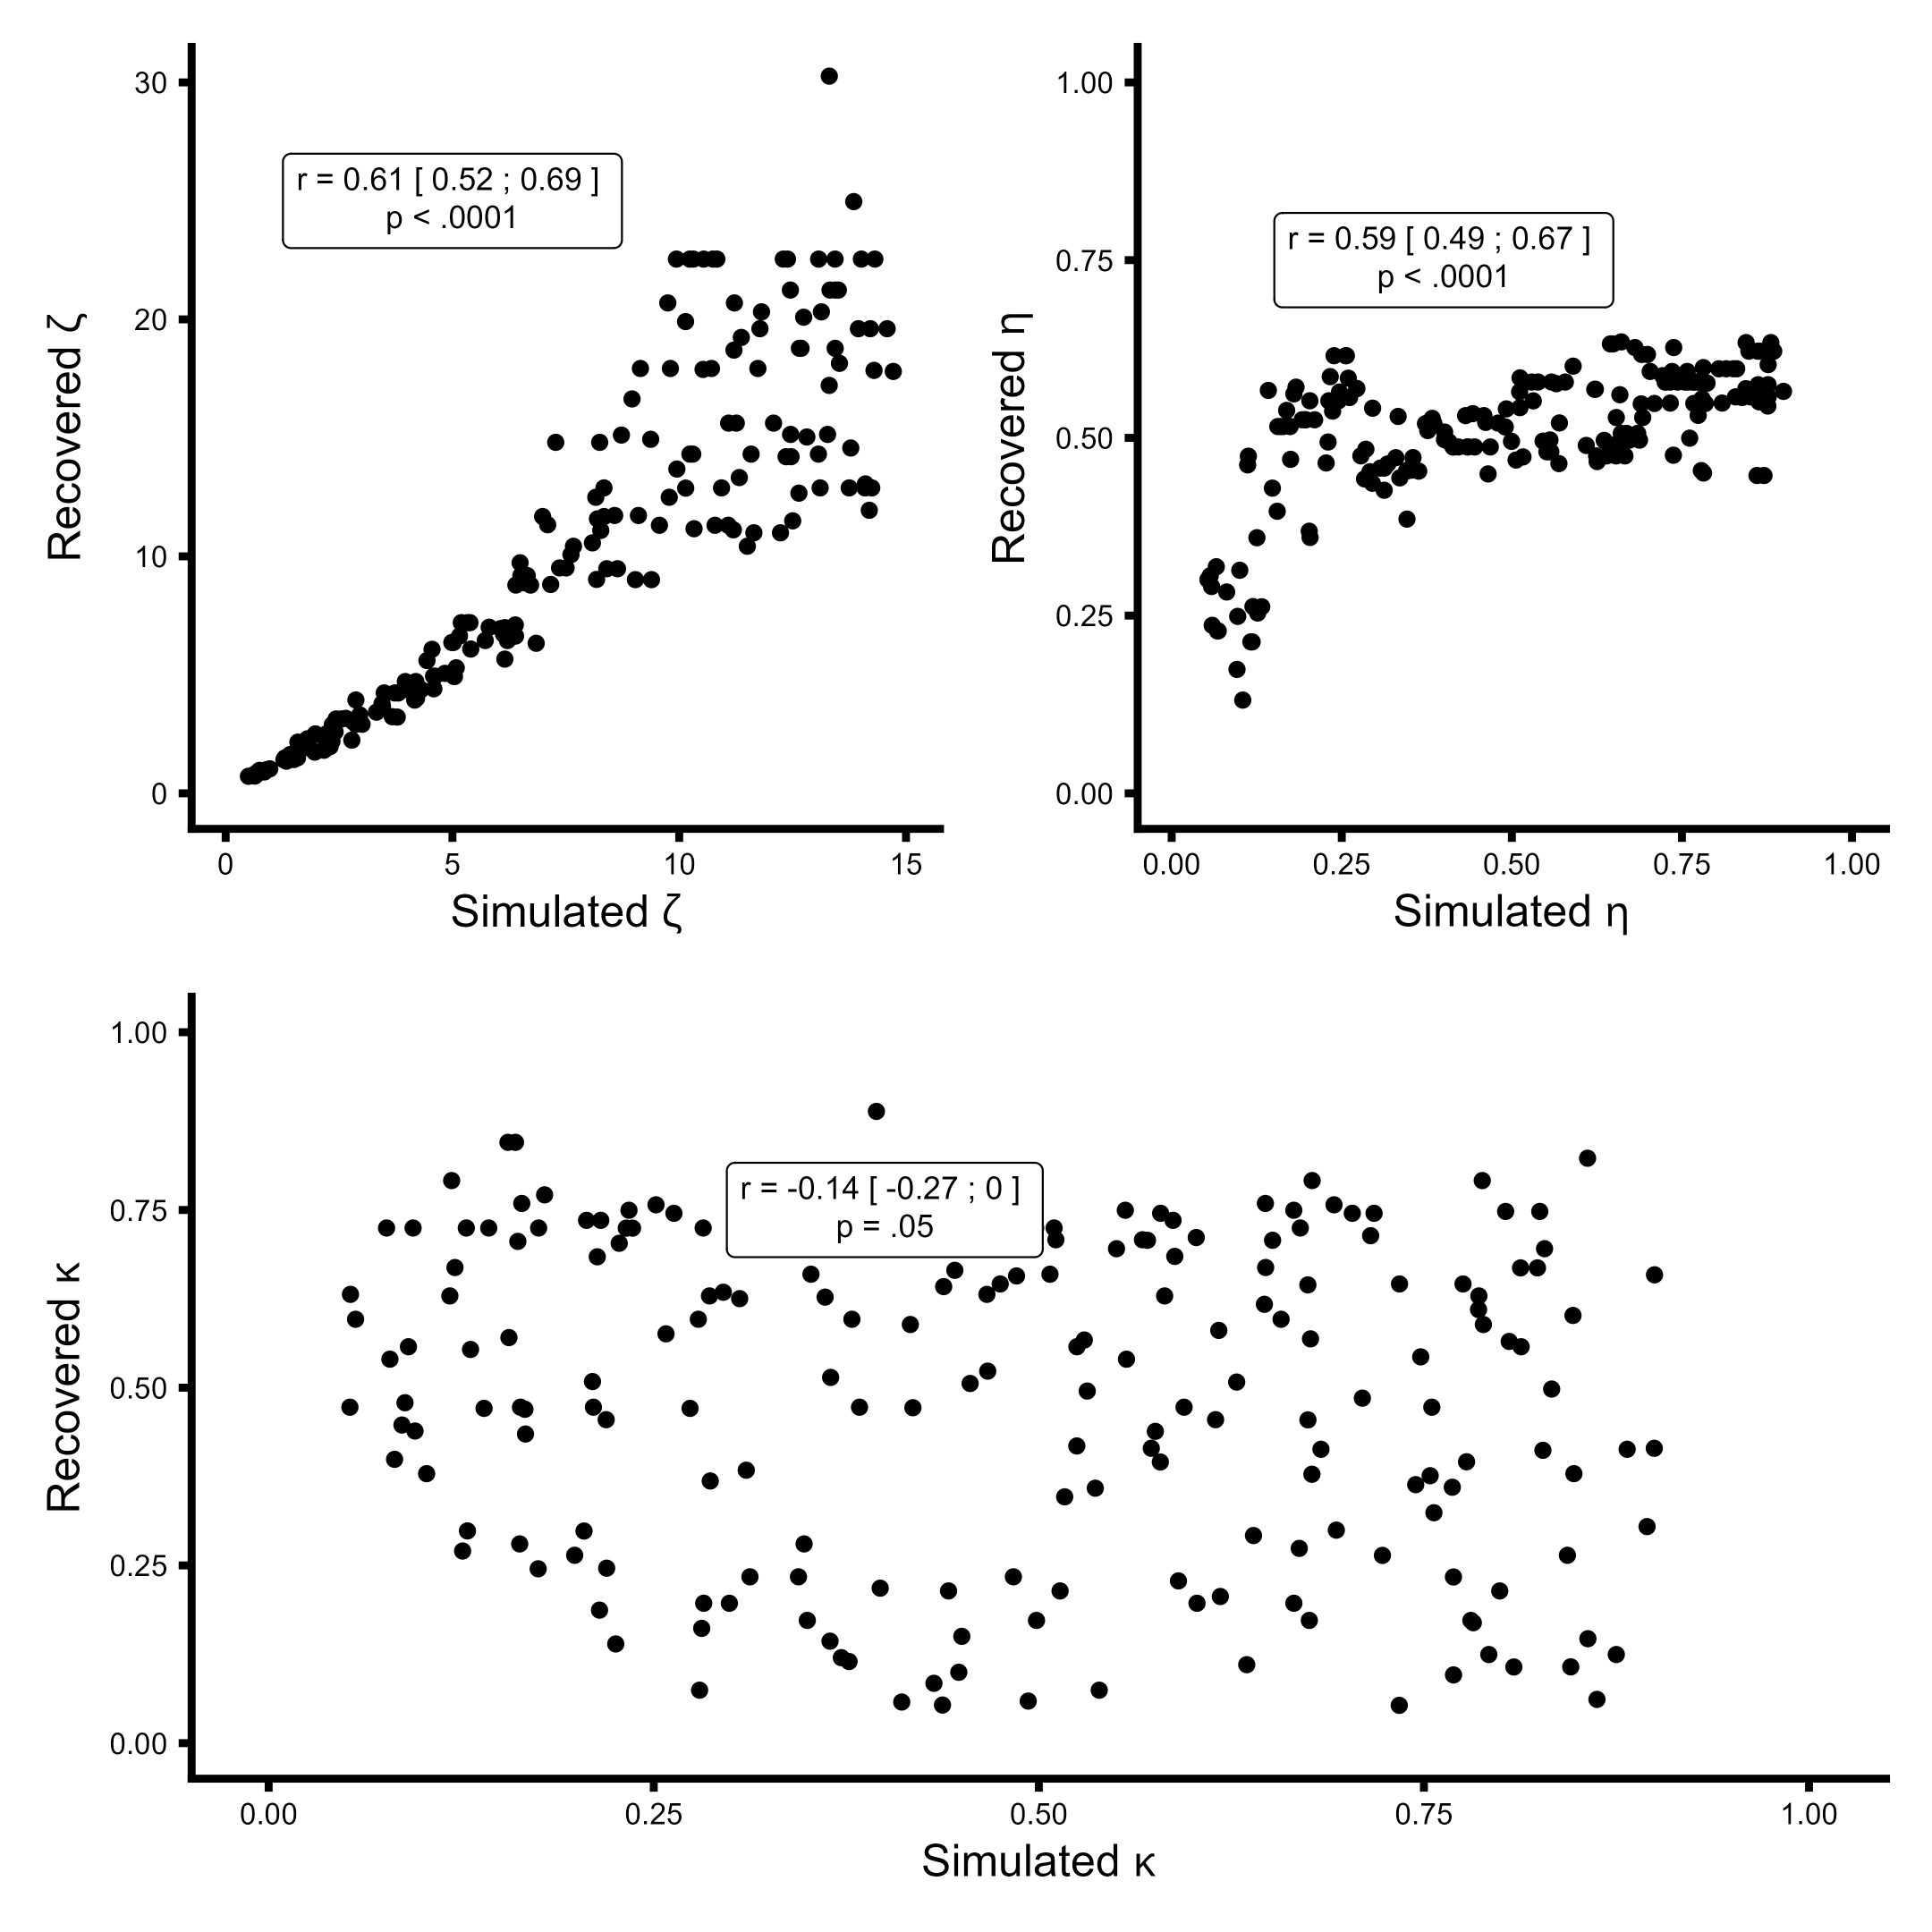 30
20
10
0
Recovered ζ
r = 0.61 [ 0.52 ; 0.69 ]
p < .0001
0 5 10 15
Simulated ζ
1.00
0.75
0.50
0.25
0.00
Recovered η
r = 0.59 [ 0.49 ; 0.67 ]
p < .0001
0.00 0.25 0.50 0.75 1.00
Simulated η
1.00
0.75
0.50
0.25
0.00
Recovered κ
r = -0.14 [ -0.27 ; 0 ]
p = .05
0.00 0.25 0.50 0.75 1.00
Simulated κ